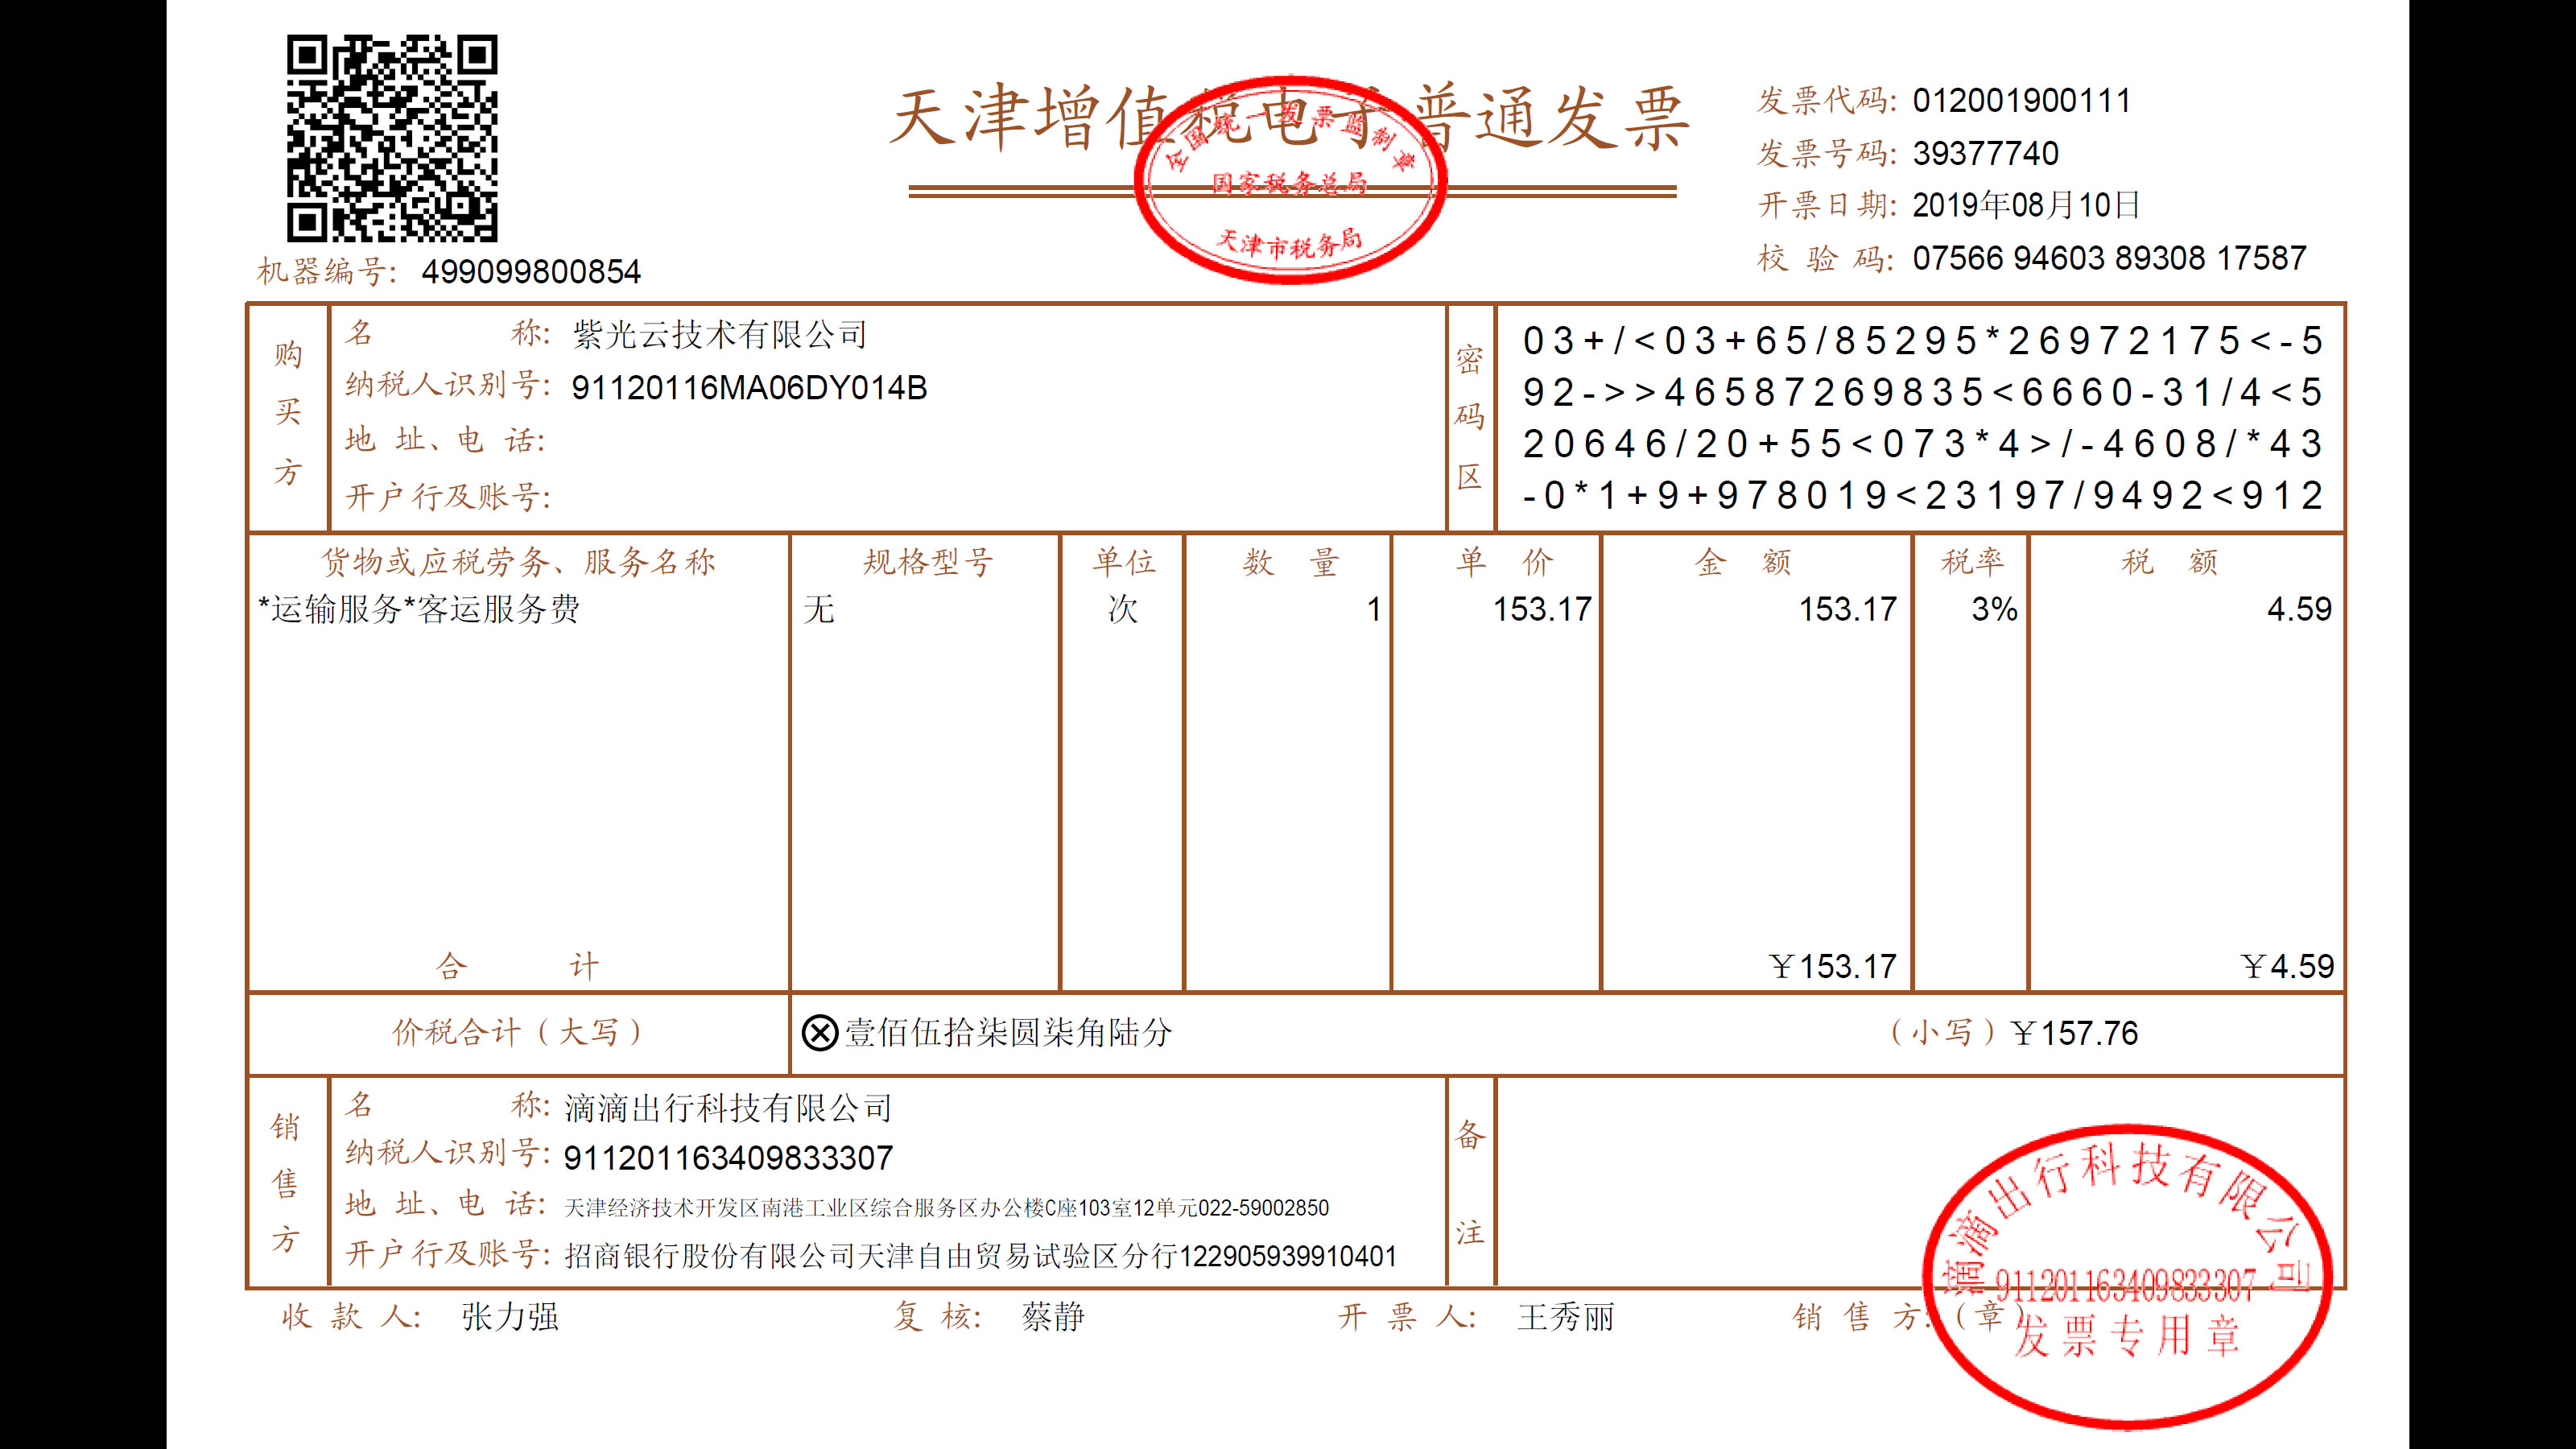 天津增值税电子普通发票
全国统一发票监制章
国家税务总局
天津市税务局
发票代码: 012001900111
发票号码: 39377740
开票日期: 2019年08月10日
校 验 码: 07566 94603 89308 17587
机器编号: 499099800854
购买方
名 称: 紫光云技术有限公司
纳税人识别号: 91120116MA06DY014B
地 址、电 话:
开户行及账号:
密码区
03+/<03+65/85295*26972175<-5
92->>46587269835<6660-31/4<5
20646/20+55<073*4>/-4608/*43
-0*1+9+978019<23197/9492<912
货物或应税劳务、服务名称 规格型号 单位 数 量 单 价 金 额 税率 税 额
*运输服务*客运服务费 无 次 1 153.17 153.17 3% 4.59
合 计 ￥153.17 ￥4.59
价税合计（大写） ⊗壹佰伍拾柒圆柒角陆分 （小写）￥157.76
销售方
名 称: 滴滴出行科技有限公司
纳税人识别号: 911201163409833307
地 址、电 话: 天津经济技术开发区南港工业区综合服务区办公楼C座103室12单元022-59002850
开户行及账号: 招商银行股份有限公司天津自由贸易试验区分行122905939910401
备注
收 款 人: 张力强 复 核: 蔡静 开 票 人: 王秀丽 销 售 方:（章）
滴滴出行科技有限公司
911201163409833307
发票专用章